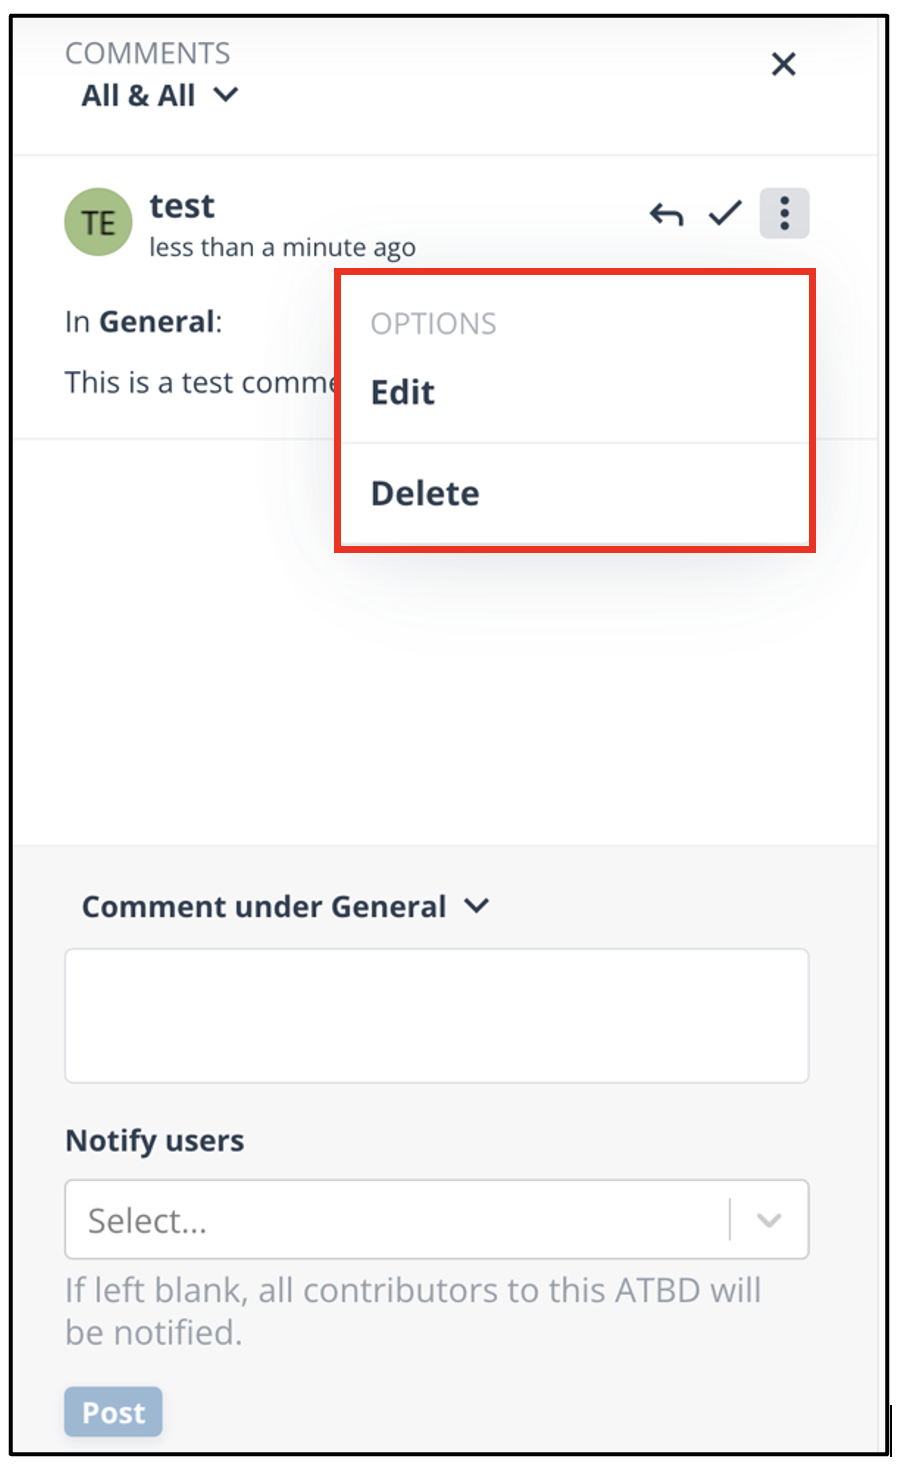 COMMENTS
All & All
TE
test
less than a minute ago
In General:
This is a test comme
OPTIONS
Edit
Delete
Comment under General
Notify users
Select...
If left blank, all contributors to this ATBD will
be notified.
Post